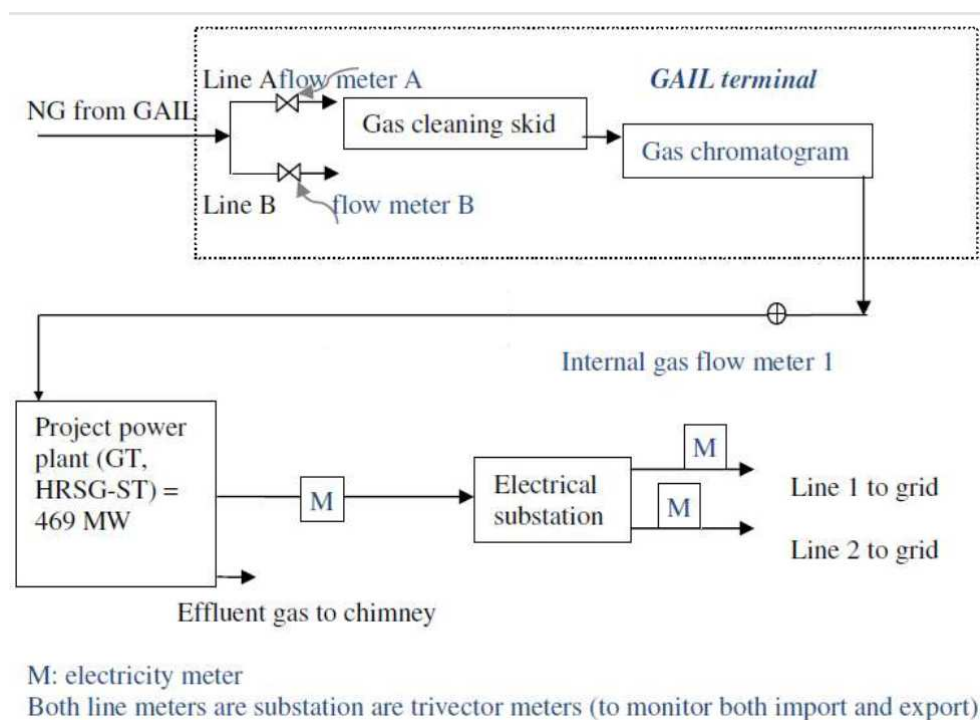 Line A flow meter A
GAIL terminal
NG from GAIL
Gas cleaning skid
Gas chromatogram
Line B
flow meter B
Internal gas flow meter 1
Project power
plant (GT,
HRSG-ST) =
469 MW
M
Electrical
substation
M
M
Line 1 to grid
Line 2 to grid
Effluent gas to chimney
M: electricity meter
Both line meters are substation are trivector meters (to monitor both import and export)